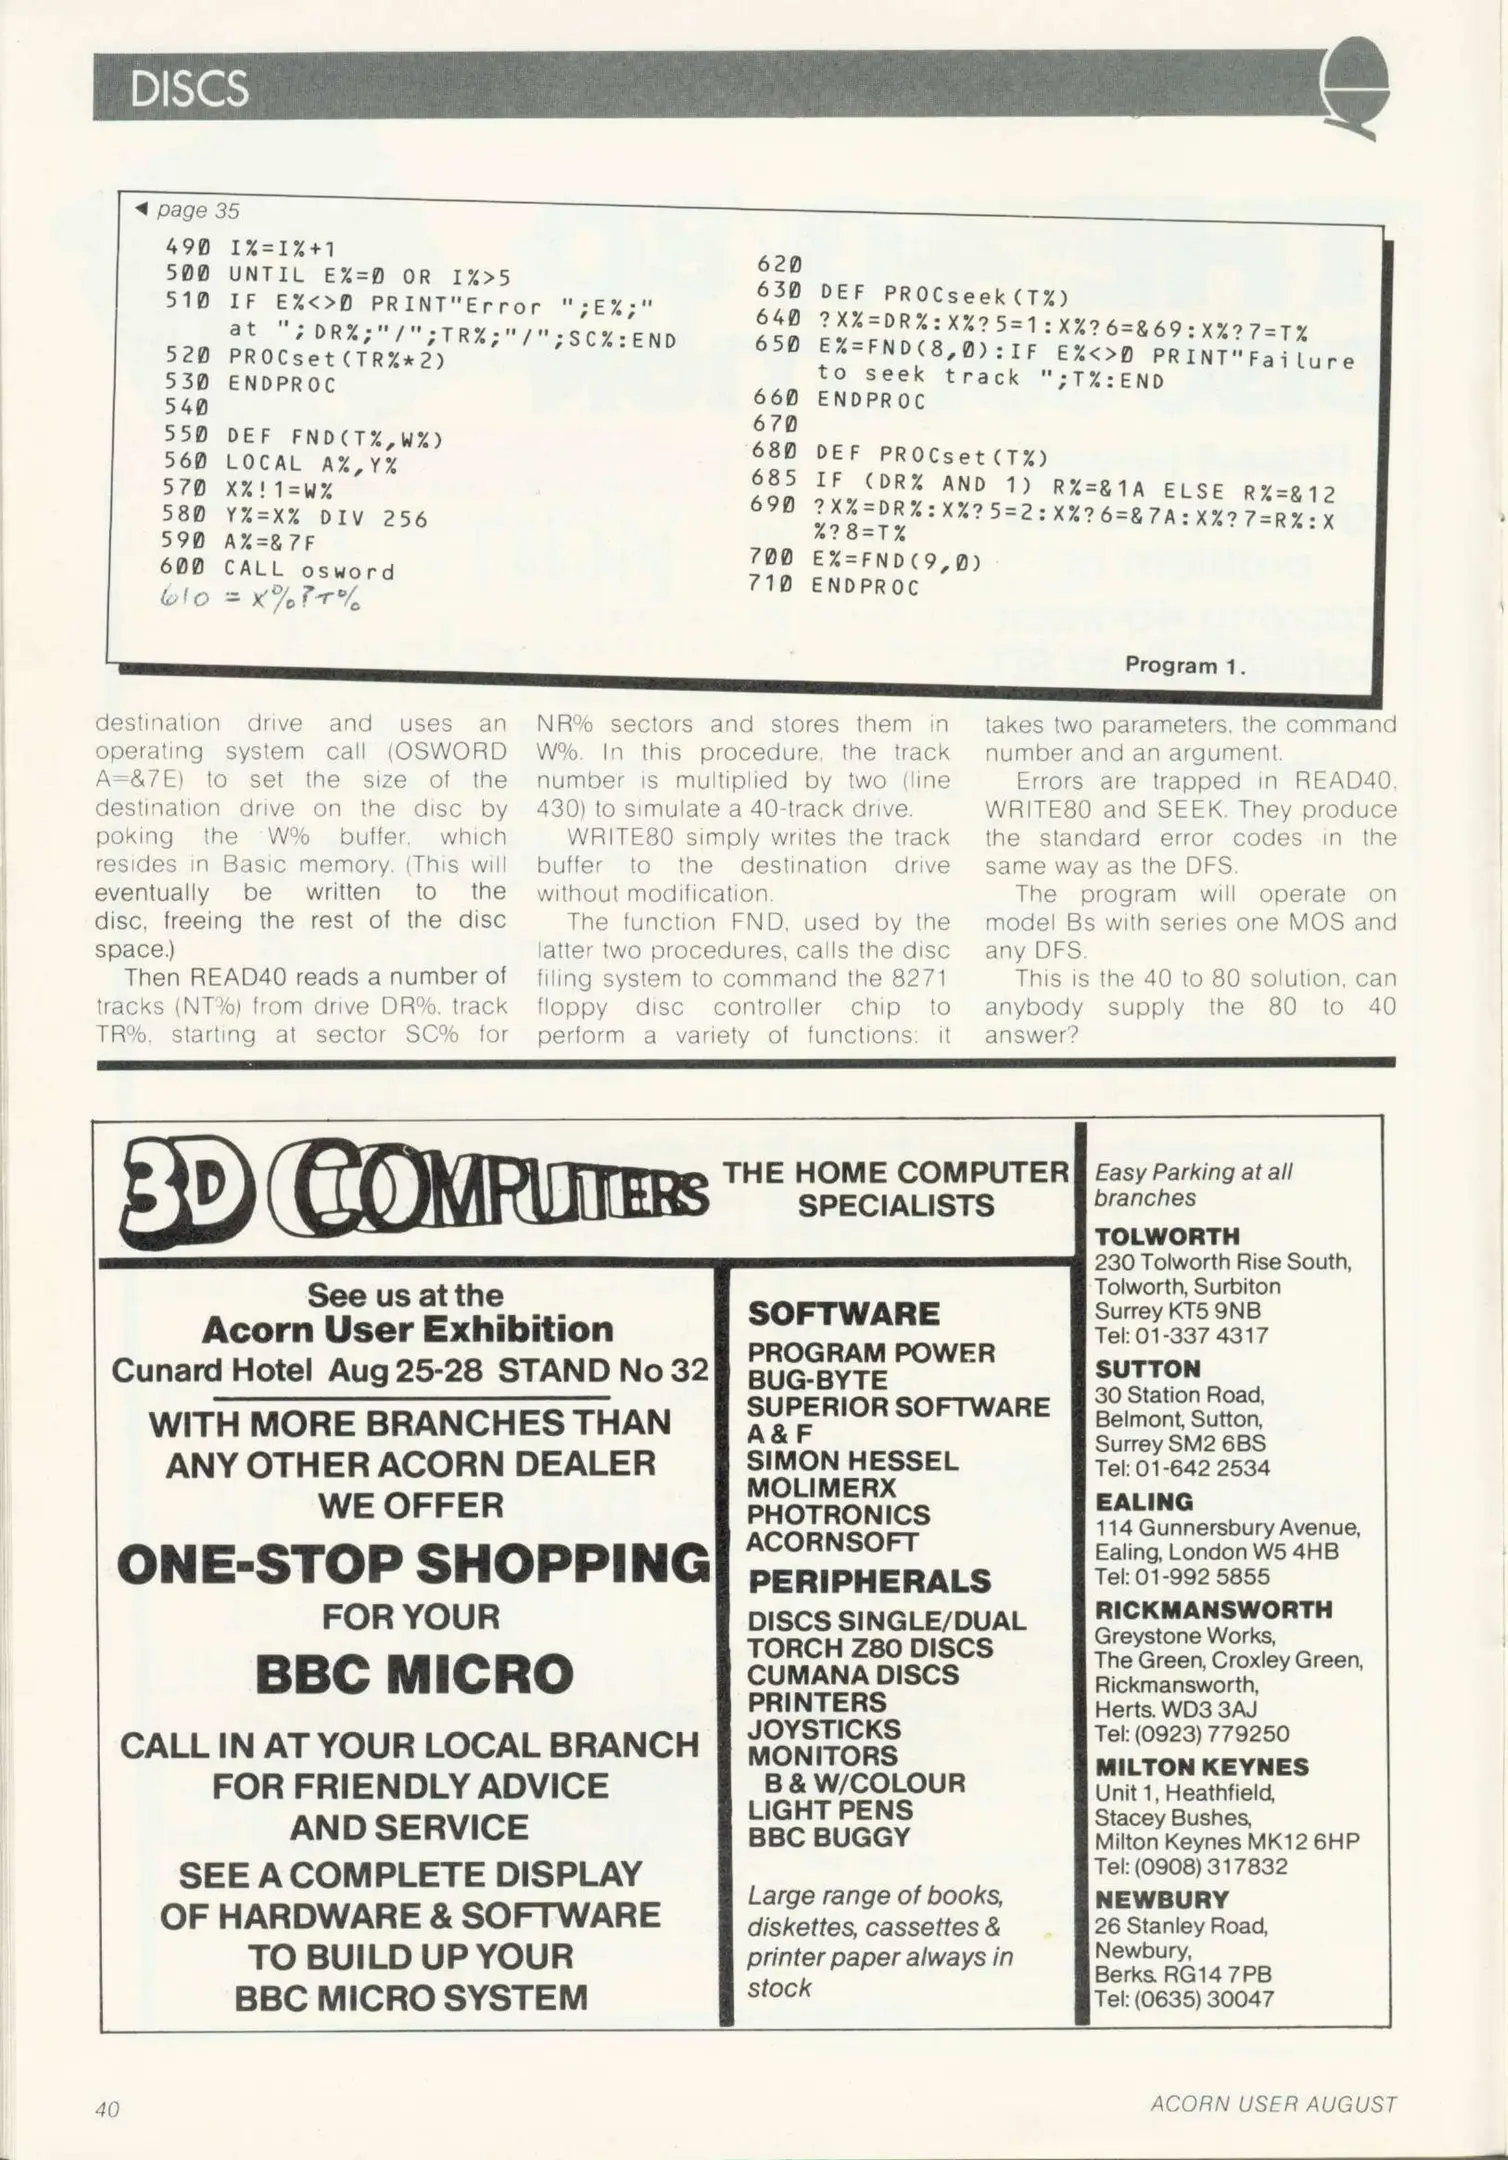 DISCS
◄ page 35
490 I%=I%+1
500 UNTIL E%=0 OR I%>5
510 IF E%<>0 PRINT"Error ";E%;"
at ";DR%;"/";TR%;"/";SC%:END
520 PROCset(TR%*2)
530 ENDPROC
540
550 DEF FND(T%,W%)
560 LOCAL A%,Y%
570 X%!1=W%
580 Y%=X% DIV 256
590 A%=&7F
600 CALL osword
610 = X%?T%
620
630 DEF PROCseek(T%)
640 ?X%=DR%:X%?5=1:X%?6=&69:X%?7=T%
650 E%=FND(8,0):IF E%<>0 PRINT"Failure
to seek track ";T%:END
660 ENDPROC
670
680 DEF PROCset(T%)
685 IF (DR% AND 1) R%=&1A ELSE R%=&12
690 ?X%=DR%:X%?5=2:X%?6=&7A:X%?7=R%:X
%?8=T%
700 E%=FND(9,0)
710 ENDPROC
Program 1.
destination drive and uses an
operating system call (OSWORD
A=&7E) to set the size of the
destination drive on the disc by
poking the W% buffer, which
resides in Basic memory. (This will
eventually be written to the
disc, freeing the rest of the disc
space.)
Then READ40 reads a number of
tracks (NT%) from drive DR%, track
TR%, starting at sector SC% for
NR% sectors and stores them in
W%. In this procedure, the track
number is multiplied by two (line
430) to simulate a 40-track drive.
WRITE80 simply writes the track
buffer to the destination drive
without modification.
The function FND, used by the
latter two procedures, calls the disc
filing system to command the 8271
floppy disc controller chip to
perform a variety of functions: it
takes two parameters, the command
number and an argument.
Errors are trapped in READ40,
WRITE80 and SEEK. They produce
the standard error codes in the
same way as the DFS.
The program will operate on
model Bs with series one MOS and
any DFS.
This is the 40 to 80 solution, can
anybody supply the 80 to 40
answer?
3D COMPUTERS
THE HOME COMPUTER
SPECIALISTS
See us at the
Acorn User Exhibition
Cunard Hotel Aug 25-28 STAND No 32
WITH MORE BRANCHES THAN
ANY OTHER ACORN DEALER
WE OFFER
ONE-STOP SHOPPING
FOR YOUR
BBC MICRO
CALL IN AT YOUR LOCAL BRANCH
FOR FRIENDLY ADVICE
AND SERVICE
SEE A COMPLETE DISPLAY
OF HARDWARE & SOFTWARE
TO BUILD UP YOUR
BBC MICRO SYSTEM
SOFTWARE
PROGRAM POWER
BUG-BYTE
SUPERIOR SOFTWARE
A & F
SIMON HESSEL
MOLIMERX
PHOTRONICS
ACORNSOFT
PERIPHERALS
DISCS SINGLE/DUAL
TORCH Z80 DISCS
CUMANA DISCS
PRINTERS
JOYSTICKS
MONITORS
B & W/COLOUR
LIGHT PENS
BBC BUGGY
Large range of books,
diskettes, cassettes &
printer paper always in
stock
Easy Parking at all
branches
TOLWORTH
230 Tolworth Rise South,
Tolworth, Surbiton
Surrey KT5 9NB
Tel: 01-337 4317
SUTTON
30 Station Road,
Belmont, Sutton,
Surrey SM2 6BS
Tel: 01-642 2534
EALING
114 Gunnersbury Avenue,
Ealing, London W5 4HB
Tel: 01-992 5855
RICKMANSWORTH
Greystone Works,
The Green, Croxley Green,
Rickmansworth,
Herts. WD3 3AJ
Tel: (0923) 779250
MILTON KEYNES
Unit 1, Heathfield,
Stacey Bushes,
Milton Keynes MK12 6HP
Tel: (0908) 317832
NEWBURY
26 Stanley Road,
Newbury,
Berks. RG14 7PB
Tel: (0635) 30047
40
ACORN USER AUGUST